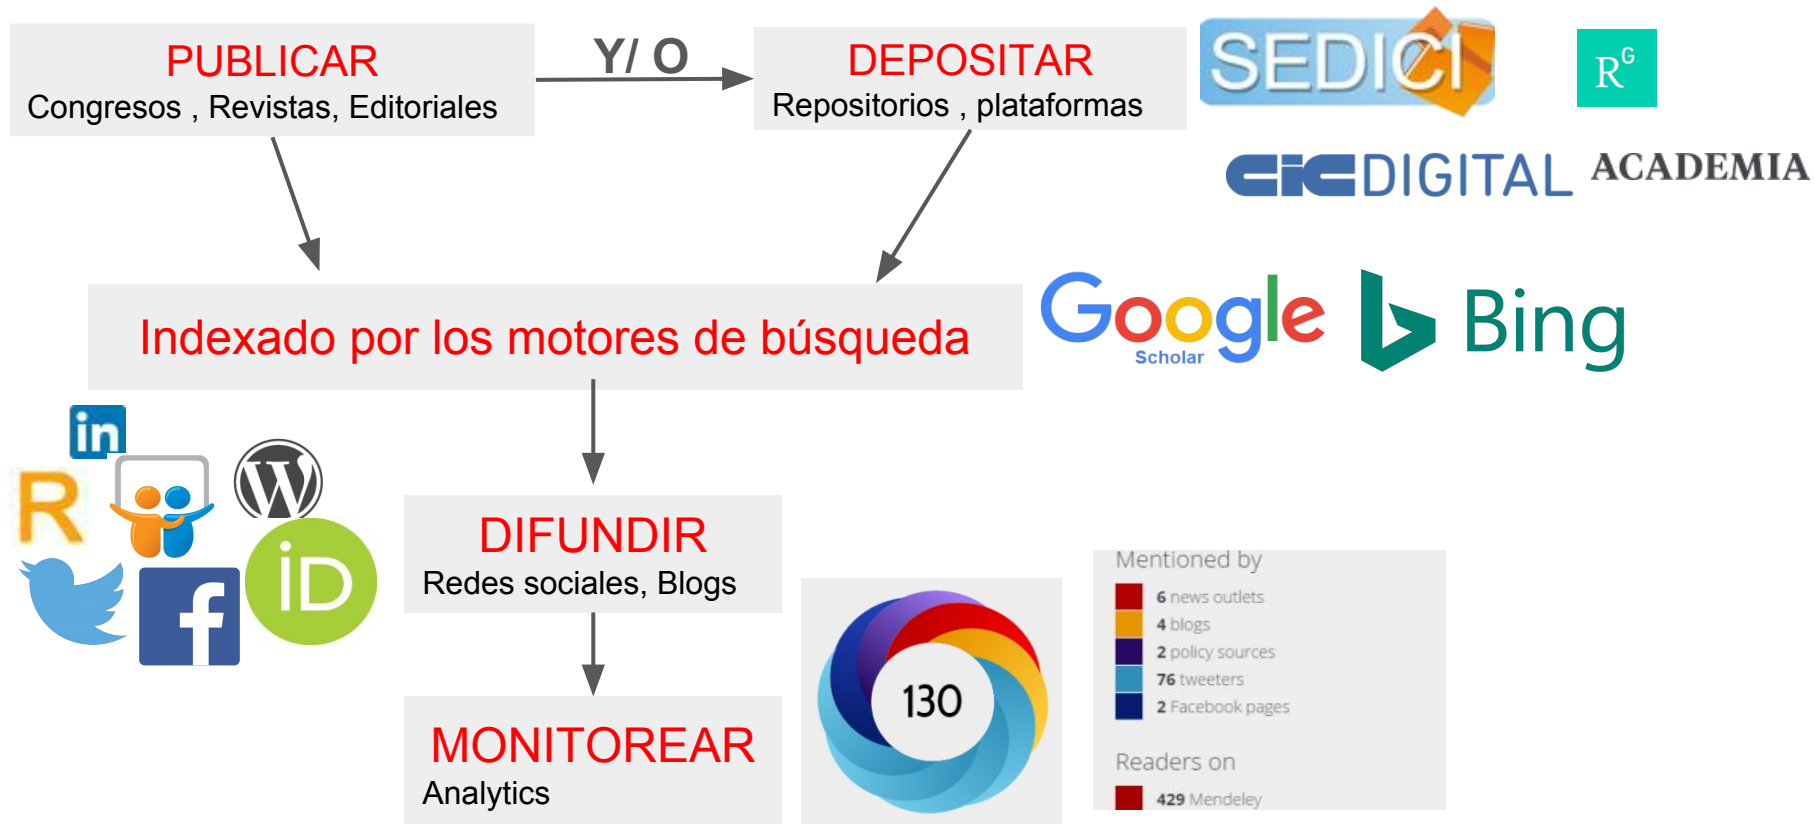 PUBLICAR
Congresos , Revistas, Editoriales
Y/ O
DEPOSITAR
Repositorios , plataformas
SEDICI
RG
CIC DIGITAL
ACADEMIA
Indexado por los motores de búsqueda
Google
Scholar
Bing
in
R
W
iD
f
DIFUNDIR
Redes sociales, Blogs
MONITOREAR
Analytics
130
Mentioned by
6 news outlets
4 blogs
2 policy sources
76 tweeters
2 Facebook pages
Readers on
429 Mendeley